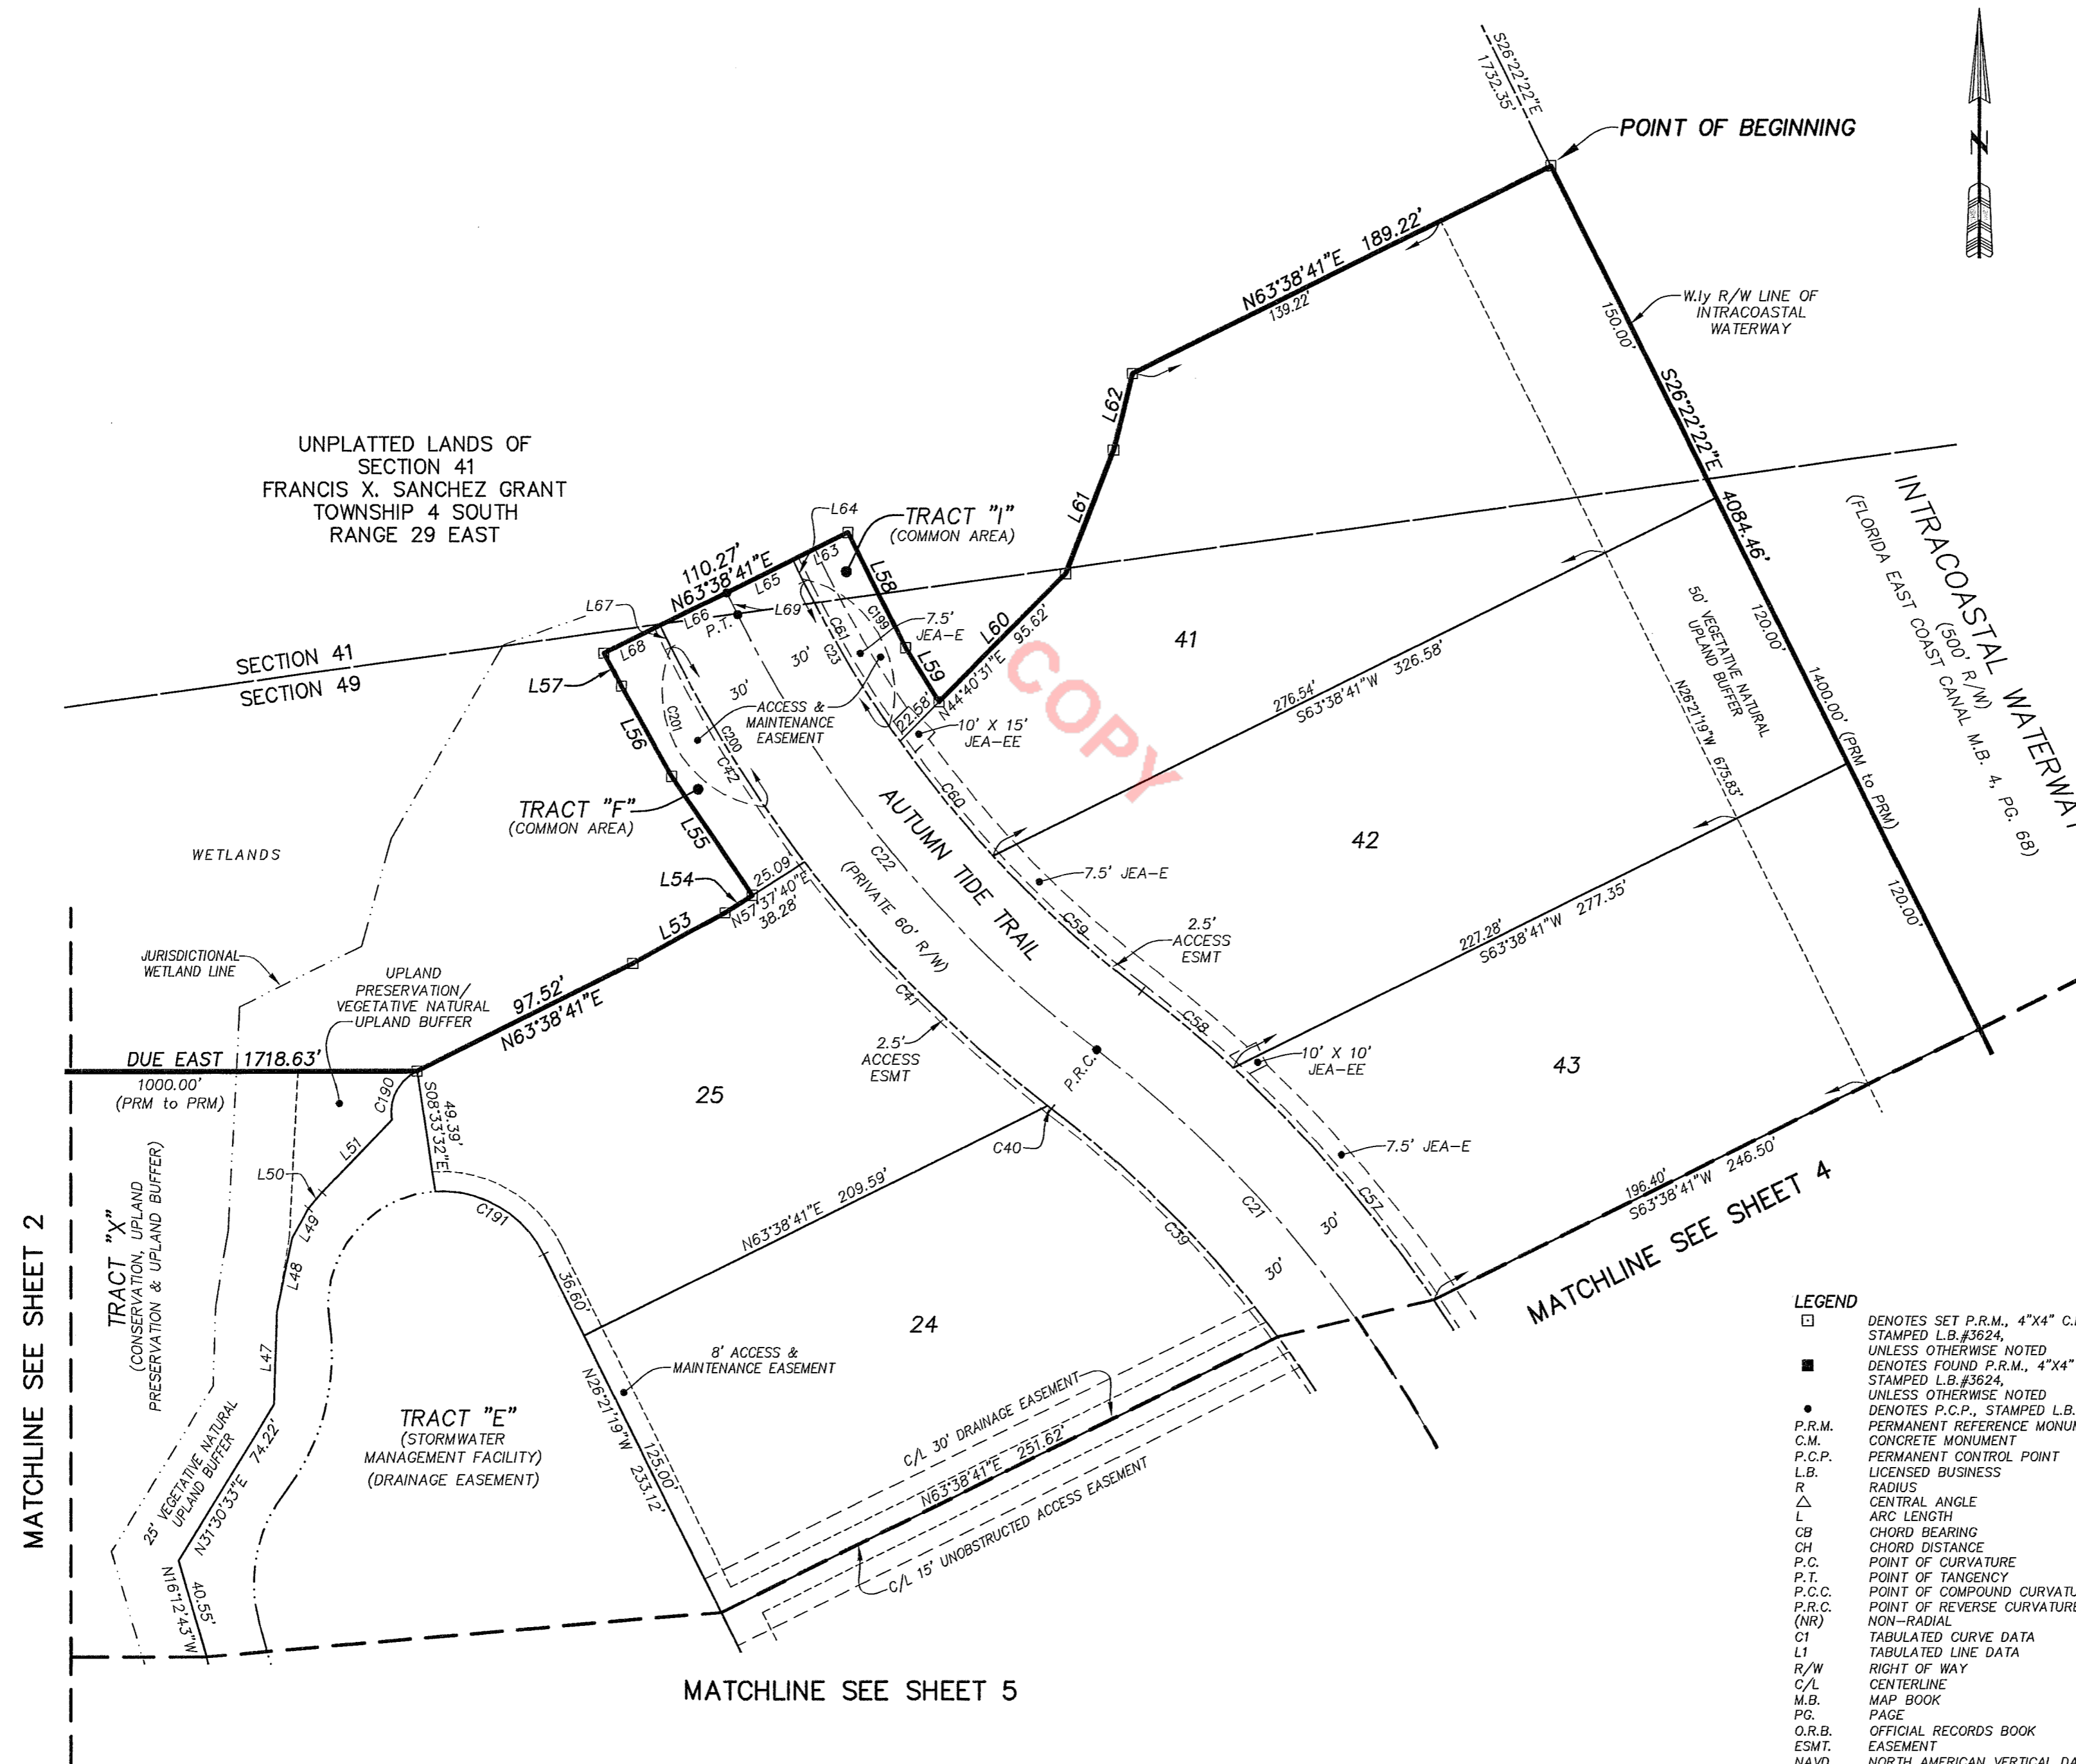 S26°22'22"E
1732.35'
POINT OF BEGINNING
N
N63°38'41"E 189.22'
139.22'
W.ly R/W LINE OF
INTRACOASTAL
WATERWAY
150.00'
S26°22'22"E 4084.46'
L62
L61
UNPLATTED LANDS OF
SECTION 41
FRANCIS X. SANCHEZ GRANT
TOWNSHIP 4 SOUTH
RANGE 29 EAST
L64
TRACT "I"
(COMMON AREA)
110.27'
N63°38'41"E
L63
L65
L58
L69
L66
P.T.
L67
L68
C61
C199
C23
7.5'
JEA-E
L60
95.62'
N44°40'31"E
L59
22.58'
10' X 15'
JEA-EE
SECTION 41
SECTION 49
L57
30'
30'
ACCESS &
MAINTENANCE
EASEMENT
L56
C201
C200
C42
TRACT "F"
(COMMON AREA)
L55
COPY
41
276.54'
S63°38'41"W 326.58'
50' VEGETATIVE NATURAL
UPLAND BUFFER
N26°21'19"W 675.83'
120.00'
1400.00' (PRM to PRM)
INTRACOASTAL WATERWAY
(500' R/W)
(FLORIDA EAST COAST CANAL M.B. 4, PG. 68)
WETLANDS
L54
25.09'
N57°37'40"E
38.28'
L53
C60
C22
AUTUMN TIDE TRAIL
(PRIVATE 60' R/W)
42
7.5' JEA-E
C59
2.5'
ACCESS
ESMT
227.28'
S63°38'41"W 277.35'
120.00'
JURISDICTIONAL
WETLAND LINE
UPLAND
PRESERVATION/
VEGETATIVE NATURAL
UPLAND BUFFER
97.52'
N63°38'41"E
C41
2.5'
ACCESS
ESMT
C58
10' X 10'
JEA-EE
43
DUE EAST 1718.63'
1000.00'
(PRM to PRM)
C190
S08°33'32"E
49.39'
25
P.R.C.
C40
7.5' JEA-E
L51
L50
L49
L48
L47
C191
N63°38'41"E 209.59'
C39
C21
C57
30'
30'
196.40'
S63°38'41"W 246.50'
MATCHLINE SEE SHEET 4
MATCHLINE SEE SHEET 2
TRACT "X"
(CONSERVATION, UPLAND
PRESERVATION & UPLAND BUFFER)
36.60'
24
8' ACCESS &
MAINTENANCE EASEMENT
N26°21'19"W 233.12'
125.00'
C/L 30' DRAINAGE EASEMENT
N63°38'41"E 251.62'
C/L 15' UNOBSTRUCTED ACCESS EASEMENT
TRACT "E"
(STORMWATER
MANAGEMENT FACILITY)
(DRAINAGE EASEMENT)
25' VEGETATIVE NATURAL
UPLAND BUFFER
N31°30'33"E 74.22'
40.55'
N16°12'43"W
MATCHLINE SEE SHEET 5
LEGEND
DENOTES SET P.R.M., 4"X4" C.
STAMPED L.B.#3624,
UNLESS OTHERWISE NOTED
DENOTES FOUND P.R.M., 4"X4"
STAMPED L.B.#3624,
UNLESS OTHERWISE NOTED
DENOTES P.C.P., STAMPED L.B.
P.R.M. PERMANENT REFERENCE MONU
C.M. CONCRETE MONUMENT
P.C.P. PERMANENT CONTROL POINT
L.B. LICENSED BUSINESS
R RADIUS
△ CENTRAL ANGLE
L ARC LENGTH
CB CHORD BEARING
CH CHORD DISTANCE
P.C. POINT OF CURVATURE
P.T. POINT OF TANGENCY
P.C.C. POINT OF COMPOUND CURVATU
P.R.C. POINT OF REVERSE CURVATURE
(NR) NON-RADIAL
C1 TABULATED CURVE DATA
L1 TABULATED LINE DATA
R/W RIGHT OF WAY
C/L CENTERLINE
M.B. MAP BOOK
PG. PAGE
O.R.B. OFFICIAL RECORDS BOOK
ESMT. EASEMENT
NAVD NORTH AMERICAN VERTICAL DA